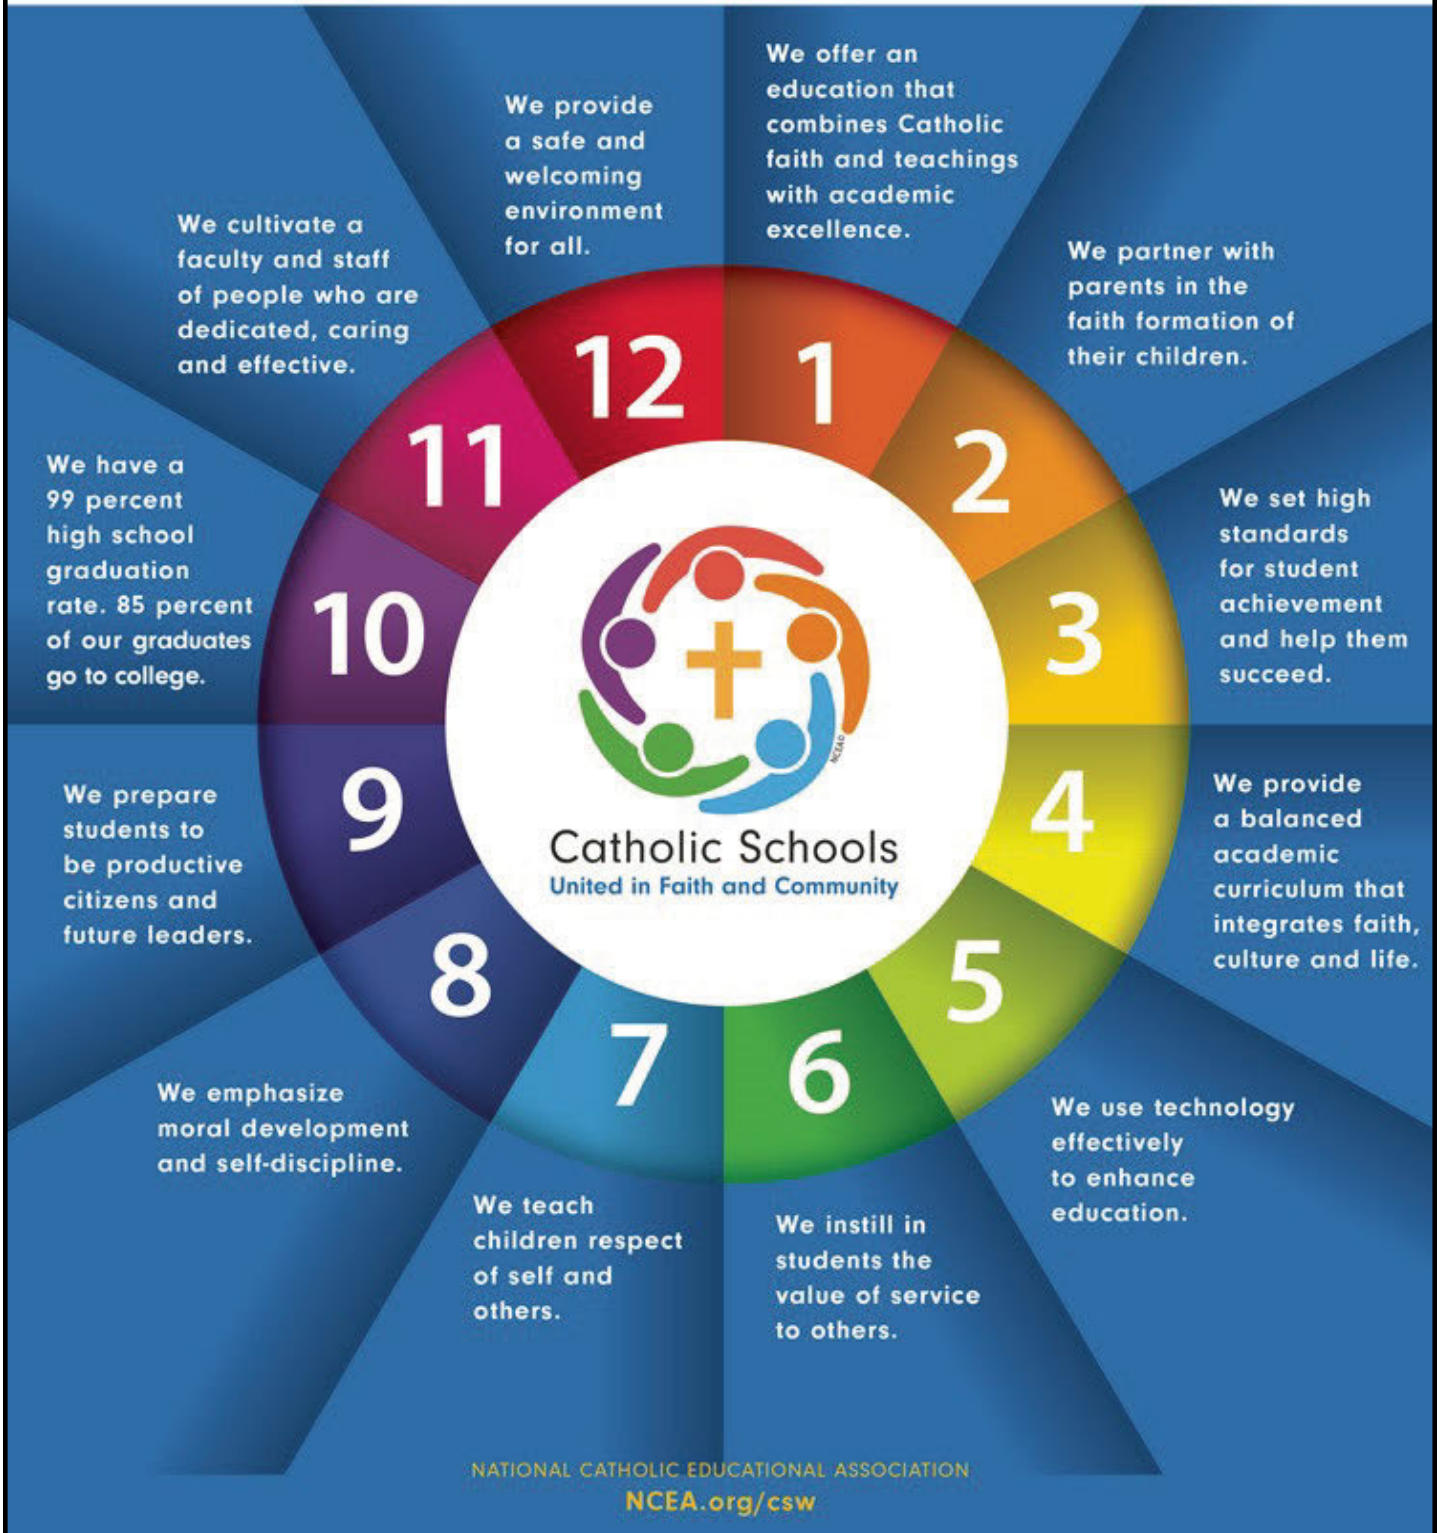 We offer an
education that
combines Catholic
faith and teachings
with academic
excellence.
1
We partner with
parents in the
faith formation of
their children.
2
We set high
standards
for student
achievement
and help them
succeed.
3
We provide
a balanced
academic
curriculum that
integrates faith,
culture and life.
4
We use technology
effectively
to enhance
education.
5
We instill in
students the
value of service
to others.
6
We teach
children respect
of self and
others.
7
We emphasize
moral development
and self-discipline.
8
We prepare
students to
be productive
citizens and
future leaders.
9
We have a
99 percent
high school
graduation
rate. 85 percent
of our graduates
go to college.
10
We cultivate a
faculty and staff
of people who are
dedicated, caring
and effective.
11
We provide
a safe and
welcoming
environment
for all.
12
Catholic Schools
United in Faith and Community
NATIONAL CATHOLIC EDUCATIONAL ASSOCIATION
NCEA.org/csw